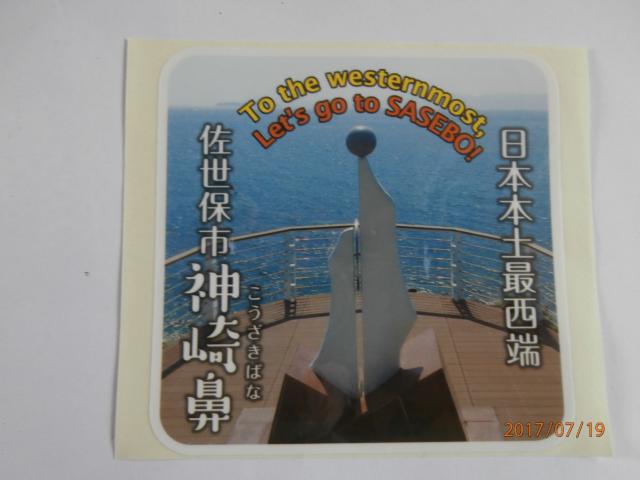 To the westernmost,
Let's go to SASEBO!
日本本土最西端
佐世保市
神崎鼻
こうざきばな
2017/07/19